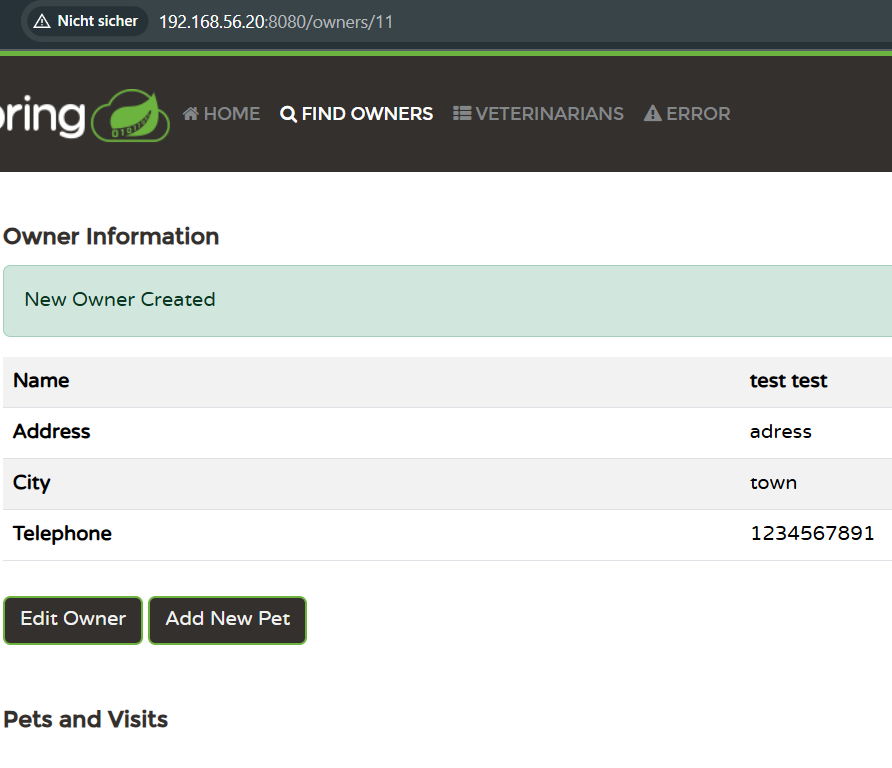 Nicht sicher 192.168.56.20:8080/owners/11
pring HOME FIND OWNERS VETERINARIANS ERROR
Owner Information
New Owner Created
Name test test
Address adress
City town
Telephone 1234567891
Edit Owner Add New Pet
Pets and Visits